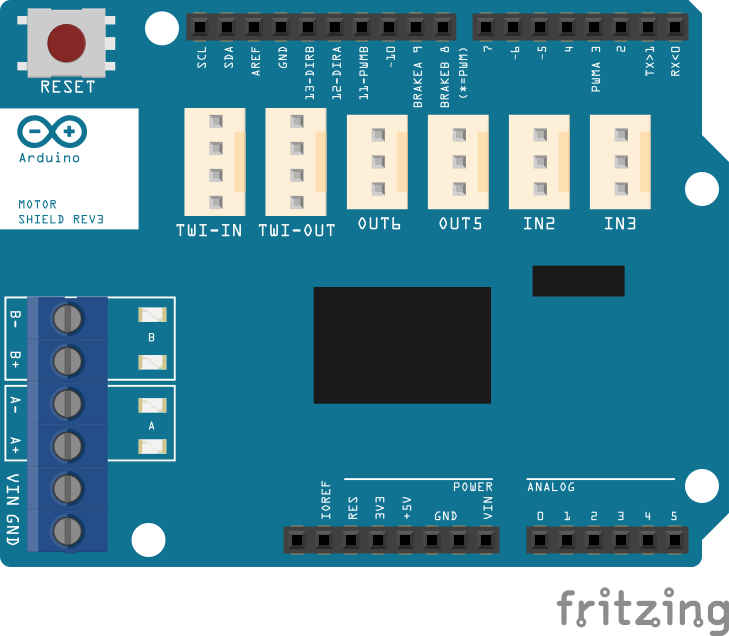 RESET
SCL
SDA
AREF
GND
13-DIRB
12-DIRA
11-PWMB
~10
BRAKEA 9
BRAKEB 8
(*=PWM)
7
~6
~5
4
PWMA 3
2
TX>1
RX<0
Arduino
MOTOR
SHIELD REV3
TWI-IN
TWI-OUT
OUT6
OUT5
IN2
IN3
B-
B+
B
A-
A+
A
VIN
GND
IOREF
RES
3V3
+5V
GND
VIN
POWER
ANALOG
0 1 2 3 4 5
fritzing